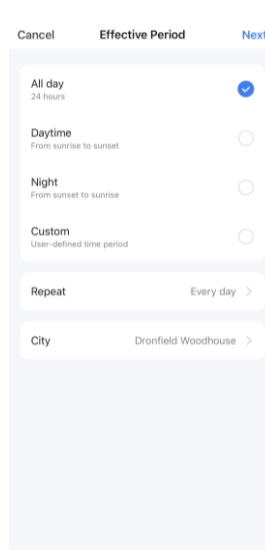 Cancel Effective Period Next
All day
24 hours
Daytime
From sunrise to sunset
Night
From sunset to sunrise
Custom
User-defined time period
Repeat Every day
City Dronfield Woodhouse